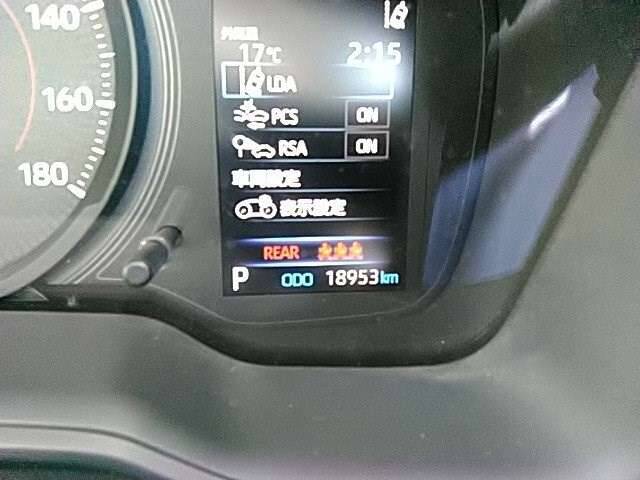 140
160
180
外気温
17℃ 2:15
LDA
PCS ON
RSA ON
車両設定
表示設定
REAR
P ODO 18953km